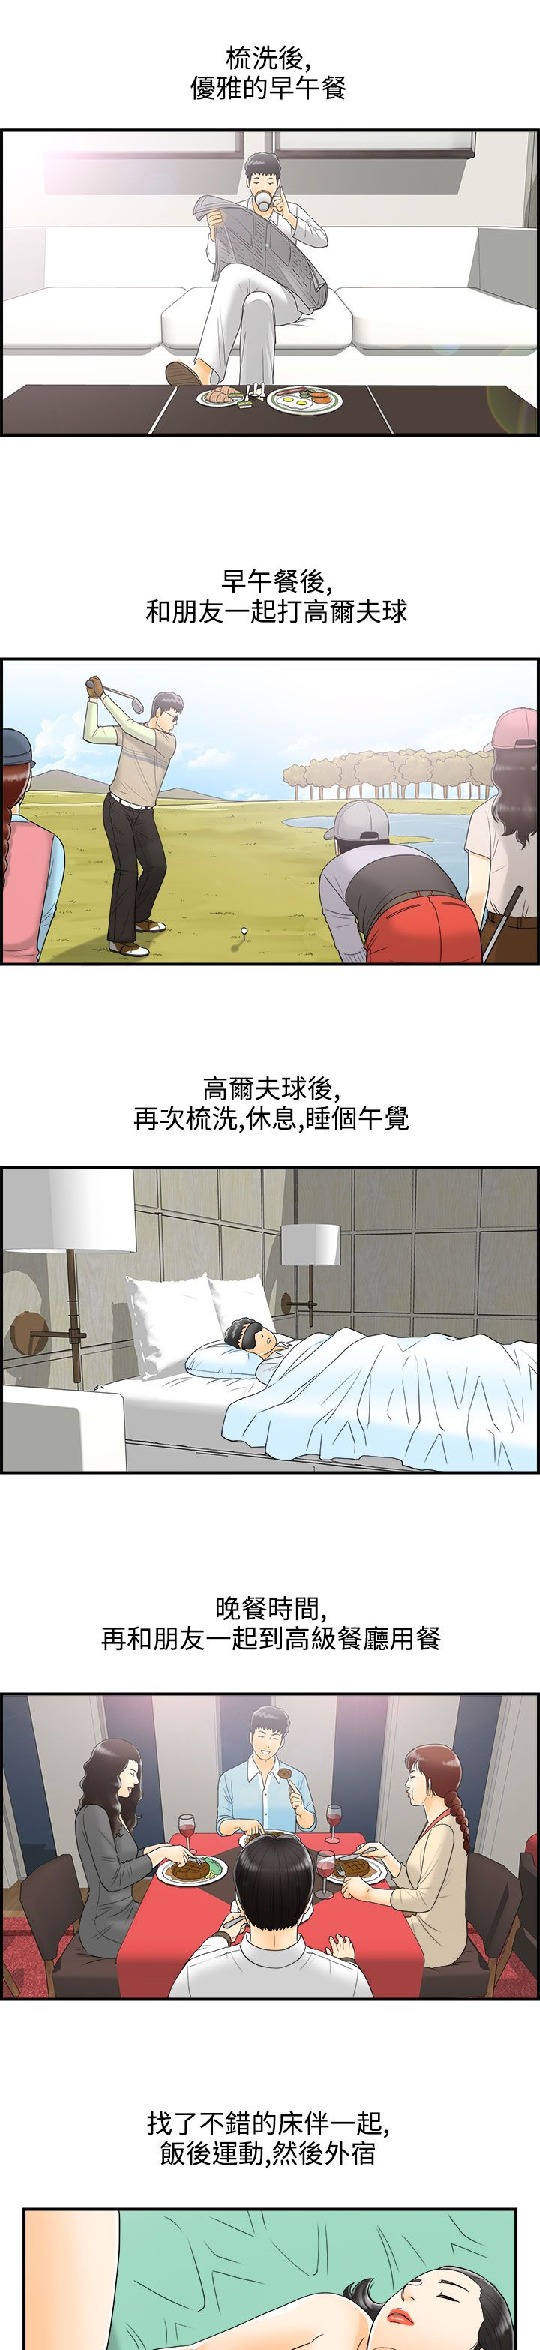 梳洗後,
優雅的早午餐
早午餐後,
和朋友一起打高爾夫球
高爾夫球後,
再次梳洗,休息,睡個午覺
晚餐時間,
再和朋友一起到高級餐廳用餐
找了不錯的床伴一起,
飯後運動,然後外宿